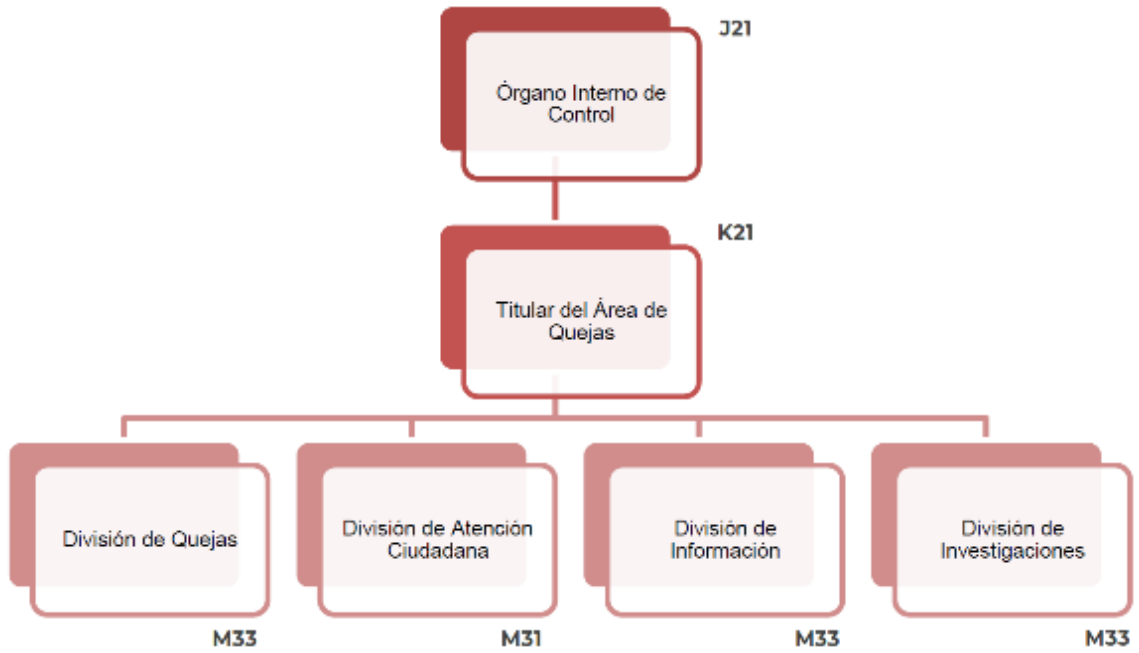 J21
Órgano Interno de
Control
K21
Titular del Área de
Quejas
División de Quejas
División de Atención
Ciudadana
División de
Información
División de
Investigaciones
M33
M31
M33
M33